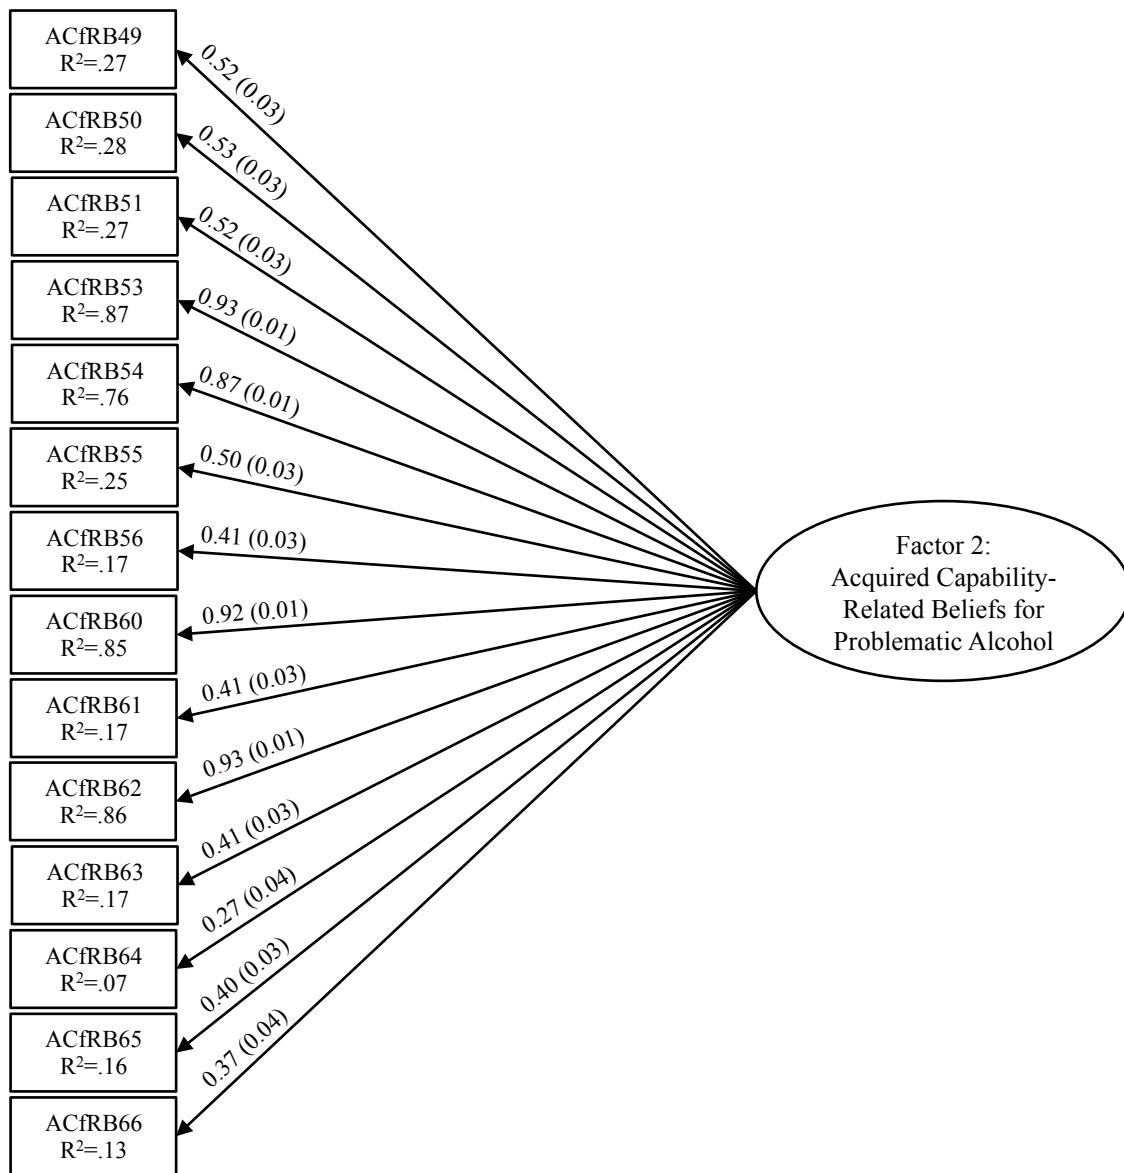 ACfRB49
R²=.27
0.52 (0.03)
ACfRB50
R²=.28
0.53 (0.03)
ACfRB51
R²=.27
0.52 (0.03)
ACfRB53
R²=.87
0.93 (0.01)
ACfRB54
R²=.76
0.87 (0.01)
ACfRB55
R²=.25
0.50 (0.03)
ACfRB56
R²=.17
0.41 (0.03)
ACfRB60
R²=.85
0.92 (0.01)
ACfRB61
R²=.17
0.41 (0.03)
ACfRB62
R²=.86
0.93 (0.01)
ACfRB63
R²=.17
0.41 (0.03)
ACfRB64
R²=.07
0.27 (0.04)
ACfRB65
R²=.16
0.40 (0.03)
ACfRB66
R²=.13
0.37 (0.04)
Factor 2:
Acquired Capability-
Related Beliefs for
Problematic Alcohol